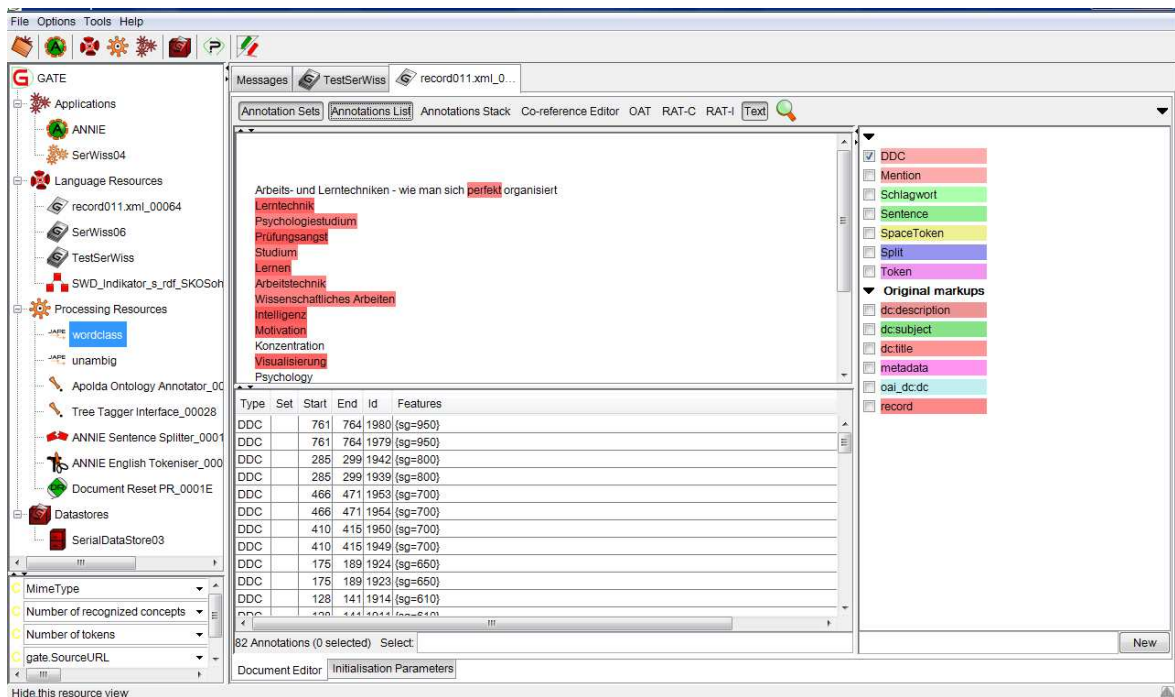 File Options Tools Help
GATE
Applications
ANNIE
SerWiss04
Language Resources
record011.xml_00064
SerWiss06
TestSerWiss
SWD_Indikator_s_rdf_SKOSoh
Processing Resources
JAPE wordclass
JAPE unambig
Apolda Ontology Annotator_00
Tree Tagger Interface_00028
ANNIE Sentence Splitter_0001
ANNIE English Tokeniser_000
Document Reset PR_0001E
Datastores
SerialDataStore03
C MimeType
C Number of recognized concepts
C Number of tokens
C gate.SourceURL
Hide this resource view
Messages TestSerWiss record011.xml_0...
Annotation Sets Annotations List Annotations Stack Co-reference Editor OAT RAT-C RAT-I Text
Arbeits- und Lerntechniken - wie man sich perfekt organisiert
Lerntechnik
Psychologiestudium
Prüfungsangst
Studium
Lernen
Arbeitstechnik
Wissenschaftliches Arbeiten
Intelligenz
Motivation
Konzentration
Visualisierung
Psychology
Type Set Start End Id Features
DDC 761 764 1980 {sg=950}
DDC 761 764 1979 {sg=950}
DDC 285 299 1942 {sg=800}
DDC 285 299 1939 {sg=800}
DDC 466 471 1953 {sg=700}
DDC 466 471 1954 {sg=700}
DDC 410 415 1950 {sg=700}
DDC 410 415 1949 {sg=700}
DDC 175 189 1924 {sg=650}
DDC 175 189 1923 {sg=650}
DDC 128 141 1914 {sg=610}
82 Annotations (0 selected) Select:
New
Document Editor Initialisation Parameters
DDC
Mention
Schlagwort
Sentence
SpaceToken
Split
Token
Original markups
dc:description
dc:subject
dc:title
metadata
oai_dc:dc
record